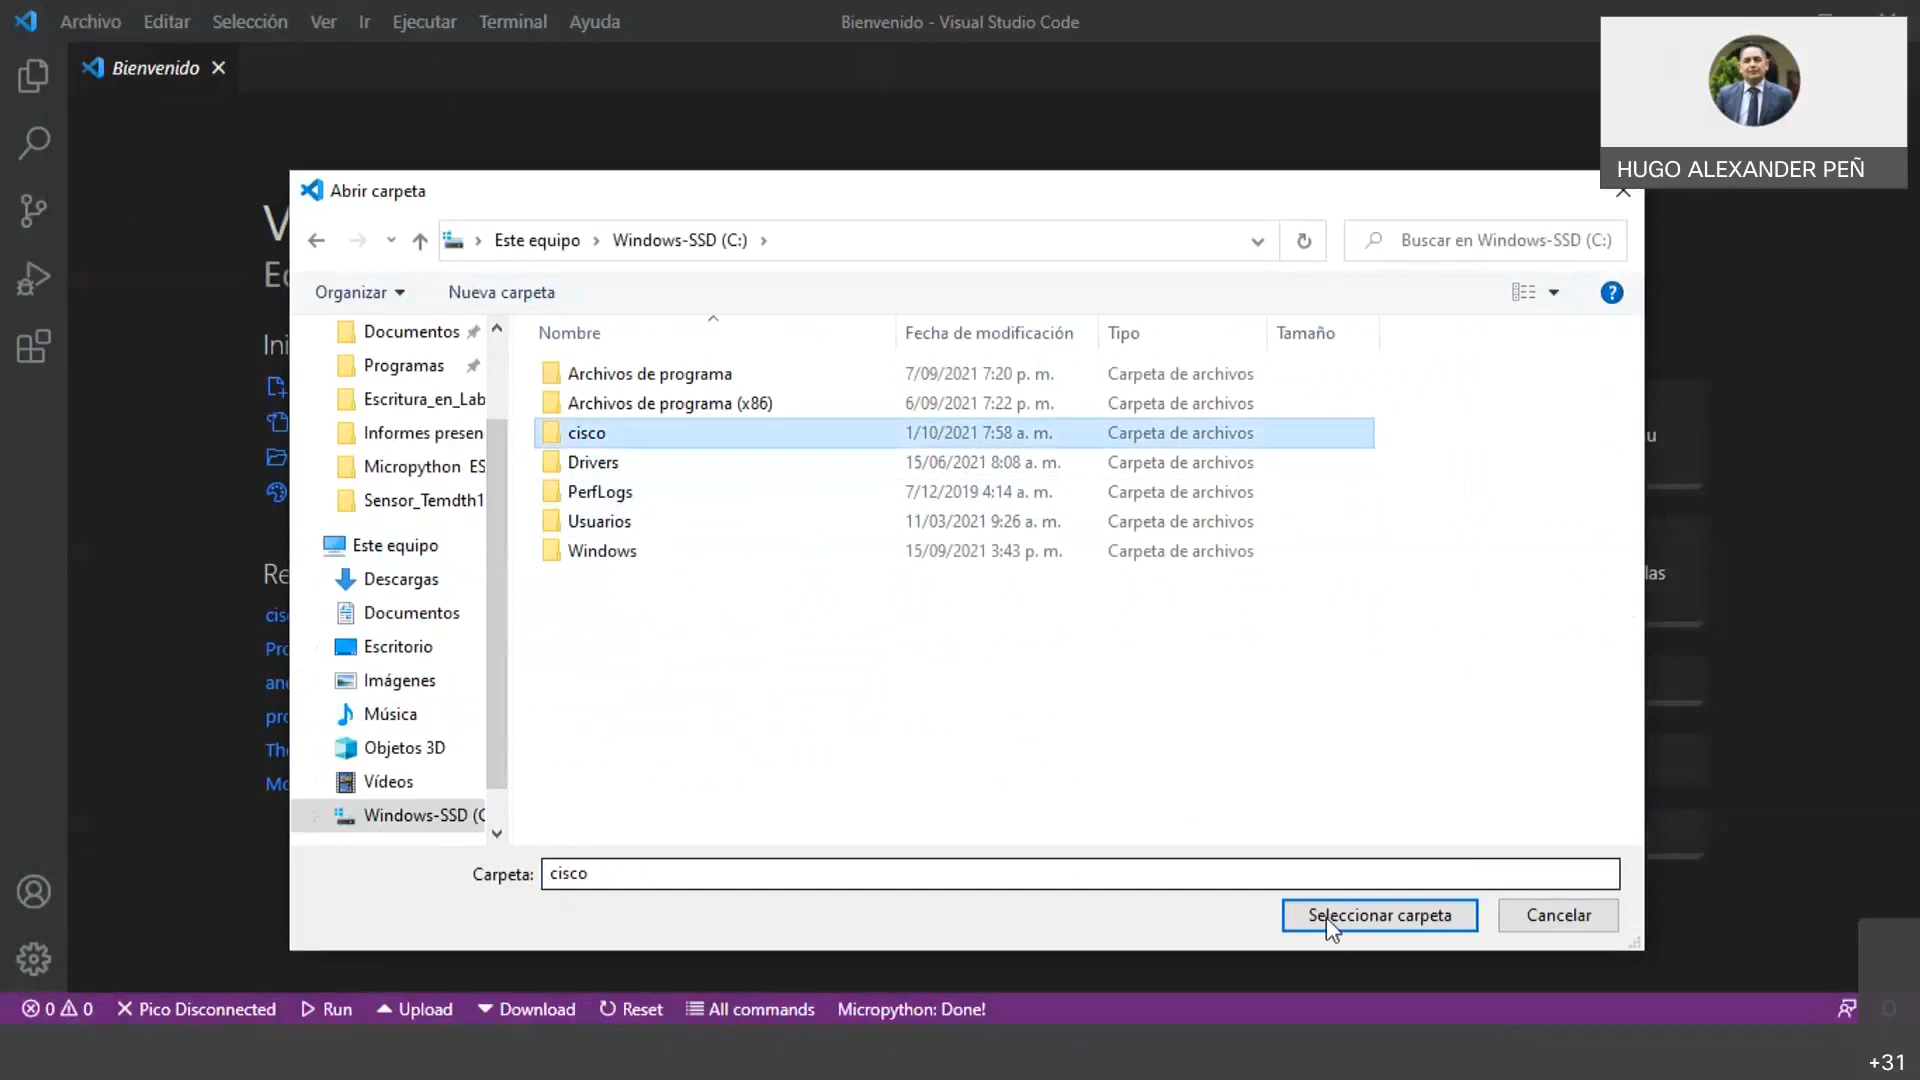 Archivo Editar Selección Ver Ir Ejecutar Terminal Ayuda
Bienvenido - Visual Studio Code
Bienvenido
HUGO ALEXANDER PEÑ
Abrir carpeta
Este equipo › Windows-SSD (C:) ›
Buscar en Windows-SSD (C:)
Organizar
Nueva carpeta
Nombre Fecha de modificación Tipo Tamaño
Documentos
Programas
Escritura_en_Lab
Informes presen
Micropython ES
Sensor_Temdth1
Este equipo
Descargas
Documentos
Escritorio
Imágenes
Música
Objetos 3D
Vídeos
Windows-SSD (C
Archivos de programa 7/09/2021 7:20 p. m. Carpeta de archivos
Archivos de programa (x86) 6/09/2021 7:22 p. m. Carpeta de archivos
cisco 1/10/2021 7:58 a. m. Carpeta de archivos
Drivers 15/06/2021 8:08 a. m. Carpeta de archivos
PerfLogs 7/12/2019 4:14 a. m. Carpeta de archivos
Usuarios 11/03/2021 9:26 a. m. Carpeta de archivos
Windows 15/09/2021 3:43 p. m. Carpeta de archivos
Carpeta: cisco
Seleccionar carpeta
Cancelar
0 0 Pico Disconnected Run Upload Download Reset All commands Micropython: Done!
+31